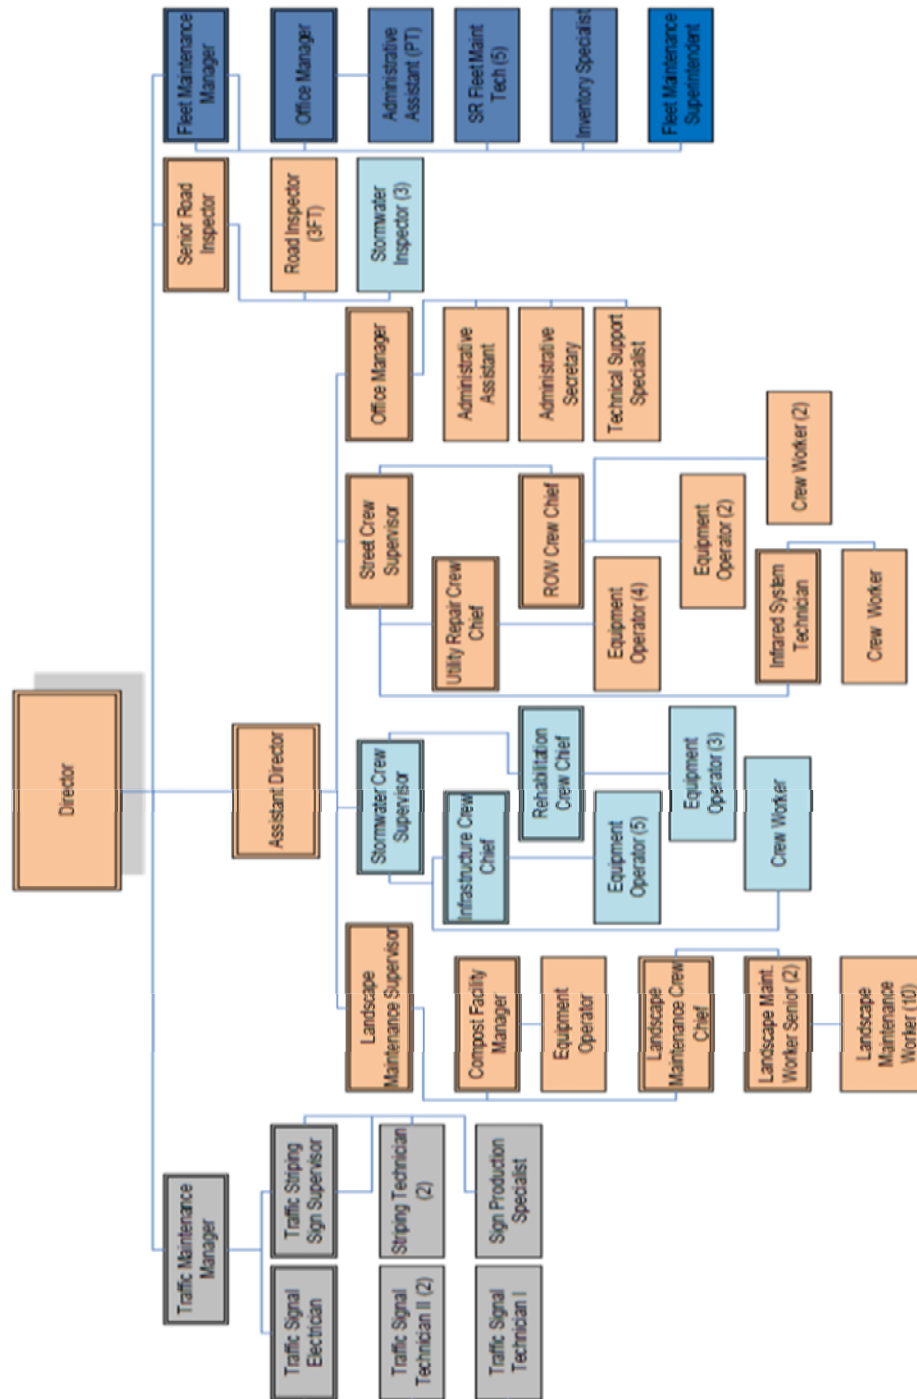 Director
Assistant Director
Traffic Maintenance
Manager
Traffic Signal
Electrician
Traffic Signal
Technician II (2)
Traffic Signal
Technician I
Traffic Striping
Sign Supervisor
Striping Technician
(2)
Sign Production
Specialist
Landscape
Maintenance Supervisor
Compost Facility
Manager
Equipment
Operator
Landscape
Maintenance Crew
Chief
Landscape Maint.
Worker Senior (2)
Landscape
Maintenance
Worker (10)
Stormwater Crew
Supervisor
Infrastructure Crew
Chief
Equipment
Operator (5)
Rehabilitation
Crew Chief
Equipment
Operator (3)
Crew Worker
Street Crew
Supervisor
Utility Repair Crew
Chief
Equipment
Operator (4)
ROW Crew Chief
Equipment
Operator (2)
Crew Worker (2)
Infrared System
Technician
Crew Worker
Office Manager
Administrative
Assistant
Administrative
Secretary
Technical Support
Specialist
Senior Road
Inspector
Road Inspector
(3FT)
Stormwater
Inspector (3)
Fleet Maintenance
Manager
Office Manager
Administrative
Assistant (PT)
SR Fleet Maint
Tech (5)
Inventory Specialist
Fleet Maintenance
Superintendent